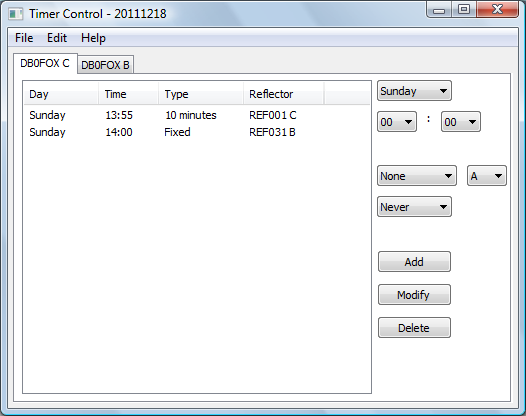 Timer Control - 20111218
File Edit Help
DB0FOX C DB0FOX B
Day Time Type Reflector
Sunday 13:55 10 minutes REF001 C
Sunday 14:00 Fixed REF031 B
Sunday
00 : 00
None A
Never
Add
Modify
Delete